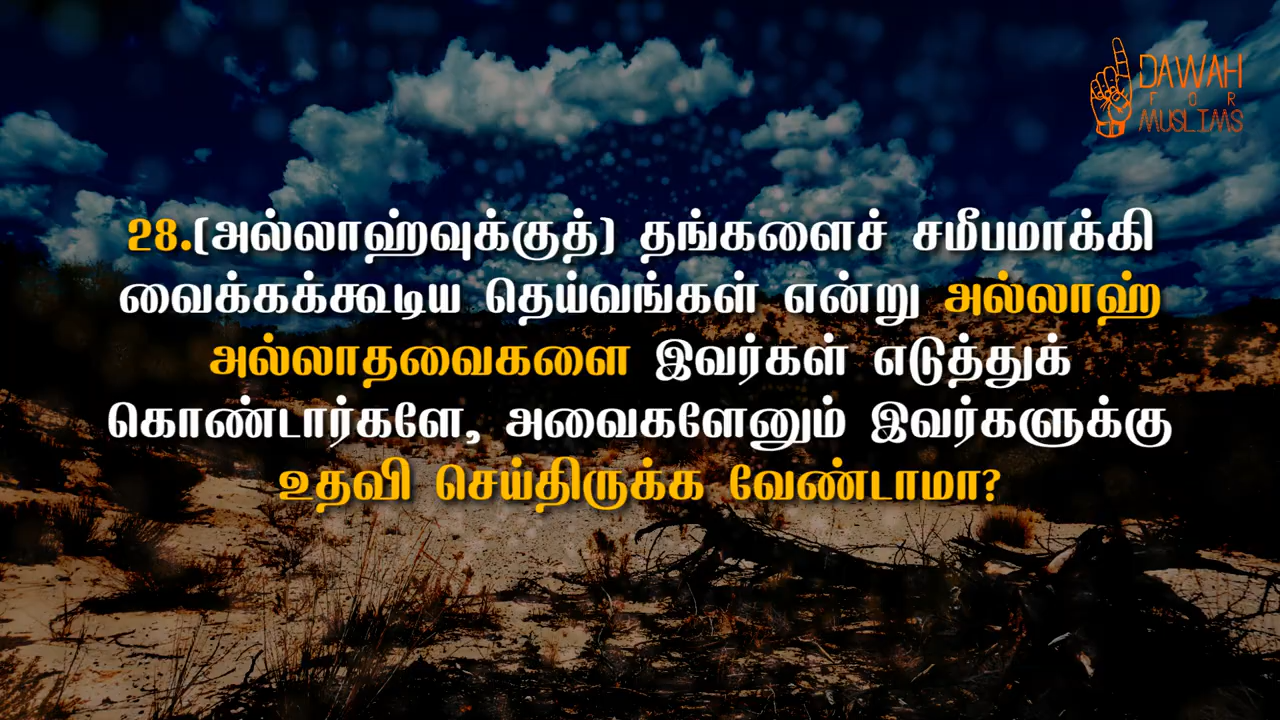 DAWAH
FOR
MUSLIMS
28.(அல்லாஹ்வுக்குத்) தங்களைச் சமீபமாக்கி
வைக்கக்கூடிய தெய்வங்கள் என்று அல்லாஹ்
அல்லாதவைகளை இவர்கள் எடுத்துக்
கொண்டார்களே, அவைகளேனும் இவர்களுக்கு
உதவி செய்திருக்க வேண்டாமா?